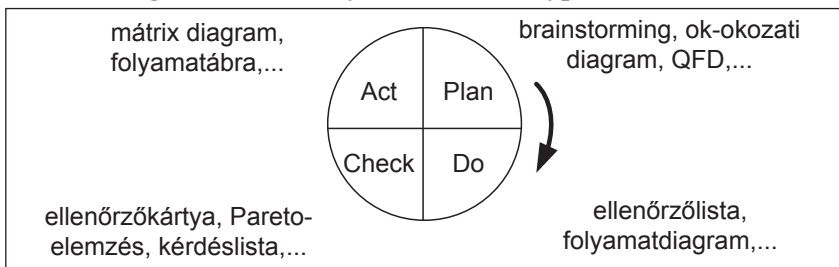 mátrix diagram,
folyamatábra,...
brainstorming, ok-okozati
diagram, QFD,...
Act
Plan
Check
Do
ellenőrzőkártya, Pareto-
elemzés, kérdéslista,...
ellenőrzőlista,
folyamatdiagram,...